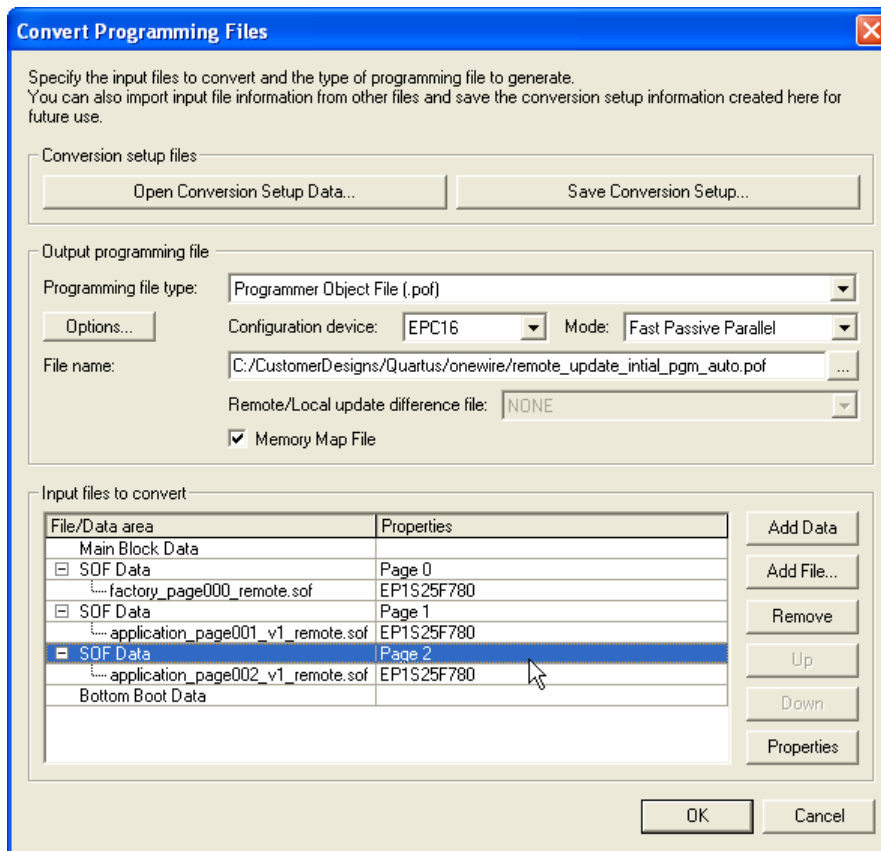 Convert Programming Files
Specify the input files to convert and the type of programming file to generate.
You can also import input file information from other files and save the conversion setup information created here for
future use.
Conversion setup files
Open Conversion Setup Data... Save Conversion Setup...
Output programming file
Programming file type: Programmer Object File (.pof)
Options... Configuration device: EPC16 Mode: Fast Passive Parallel
File name: C:/CustomerDesigns/Quartus/onewire/remote_update_intial_pgm_auto.pof ...
Remote/Local update difference file: NONE
Memory Map File
Input files to convert
File/Data area Properties Add Data
Main Block Data
SOF Data Page 0 Add File...
factory_page000_remote.sof EP1S25F780
SOF Data Page 1 Remove
application_page001_v1_remote.sof EP1S25F780
SOF Data Page 2 Up
application_page002_v1_remote.sof EP1S25F780
Bottom Boot Data Down
Properties
OK Cancel